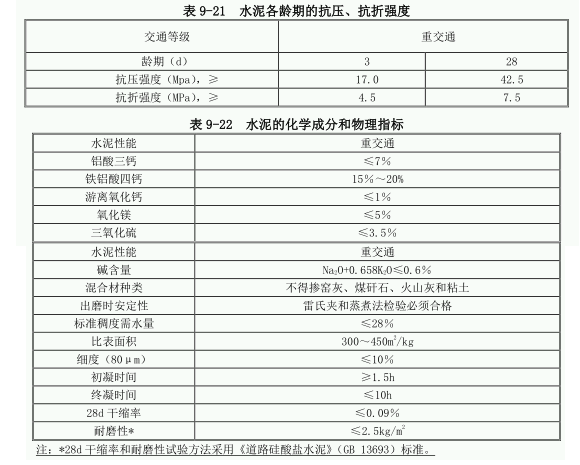 表 9-21 水泥各龄期的抗压、抗折强度
交通等级 重交通
龄期（d） 3 28
抗压强度（Mpa），≥ 17.0 42.5
抗折强度（MPa），≥ 4.5 7.5
表 9-22 水泥的化学成分和物理指标
水泥性能 重交通
铝酸三钙 ≤7%
铁铝酸四钙 15%～20%
游离氧化钙 ≤1%
氧化镁 ≤5%
三氧化硫 ≤3.5%
水泥性能 重交通
碱含量 Na₂O+0.658K₂O≤0.6%
混合材种类 不得掺窑灰、煤矸石、火山灰和粘土
出磨时安定性 雷氏夹和蒸煮法检验必须合格
标准稠度需水量 ≤28%
比表面积 300～450m²/kg
细度（80μm） ≤10%
初凝时间 ≥1.5h
终凝时间 ≤10h
28d 干缩率 ≤0.09%
耐磨性* ≤2.5kg/m²
注：*28d 干缩率和耐磨性试验方法采用《道路硅酸盐水泥》（GB 13693）标准。